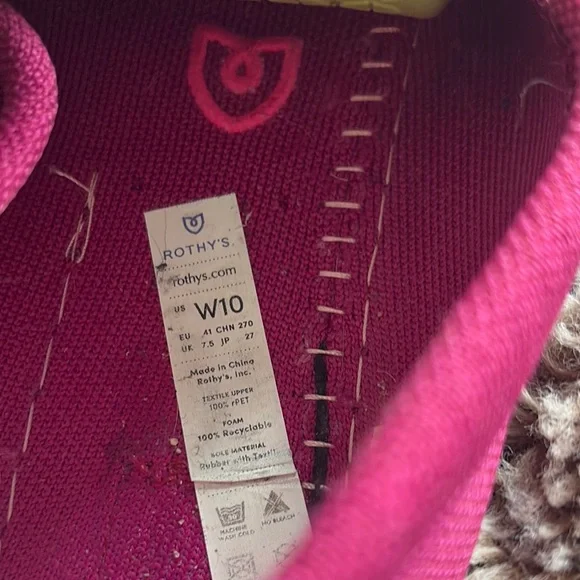 ROTHY'S
rothys.com
US W10
EU 41 CHN 270
UK 7.5 JP 27
Made in China
Rothy's, Inc.
TEXTILE UPPER
100% rPET
FOAM
100% Recyclable
SOLE MATERIAL
Rubber with Textile
MACHINE WASH COLD NO BLEACH